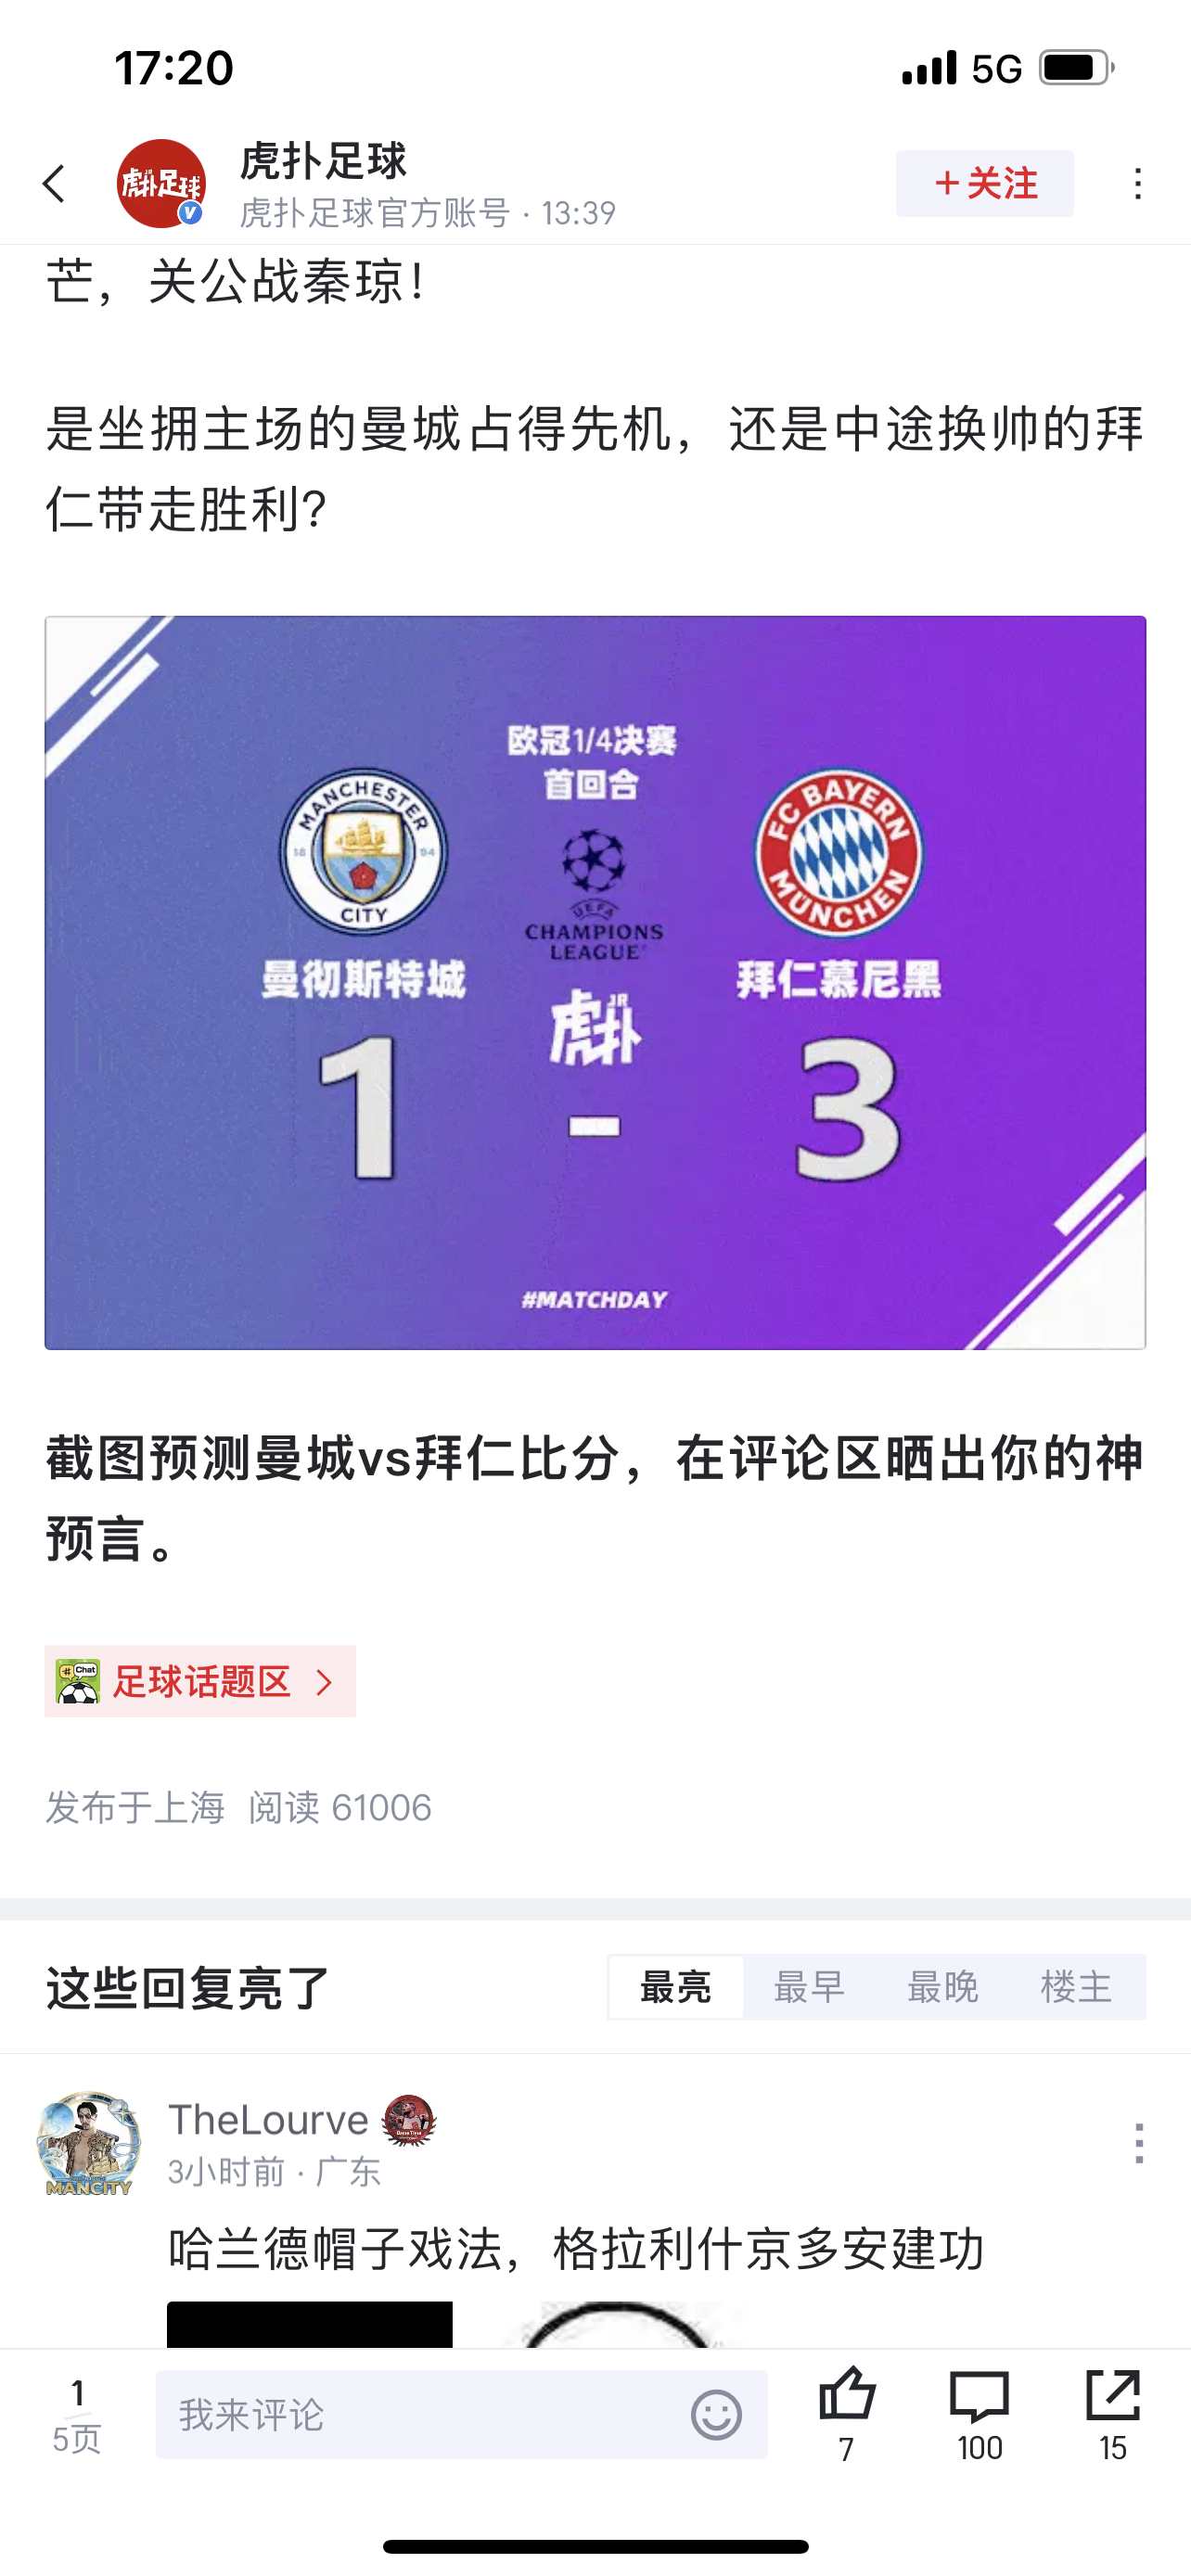 17:20
5G
虎扑足球
虎扑足球
虎扑足球官方账号 · 13:39
+关注
芒，关公战秦琼！
是坐拥主场的曼城占得先机，还是中途换帅的拜
仁带走胜利？
欧冠1/4决赛
首回合
MANCHESTER
18 94
CITY
FC BAYERN
MÜNCHEN
UEFA
CHAMPIONS
LEAGUE
曼彻斯特城
拜仁慕尼黑
虎扑JR
1 - 3
#MATCHDAY
截图预测曼城vs拜仁比分，在评论区晒出你的神
预言。
# Chat
足球话题区 >
发布于上海 阅读 61006
这些回复亮了
最亮 最早 最晚 楼主
TheLourve
3小时前 · 广东
MANCITY
哈兰德帽子戏法，格拉利什京多安建功
1
5页
我来评论
7
100
15